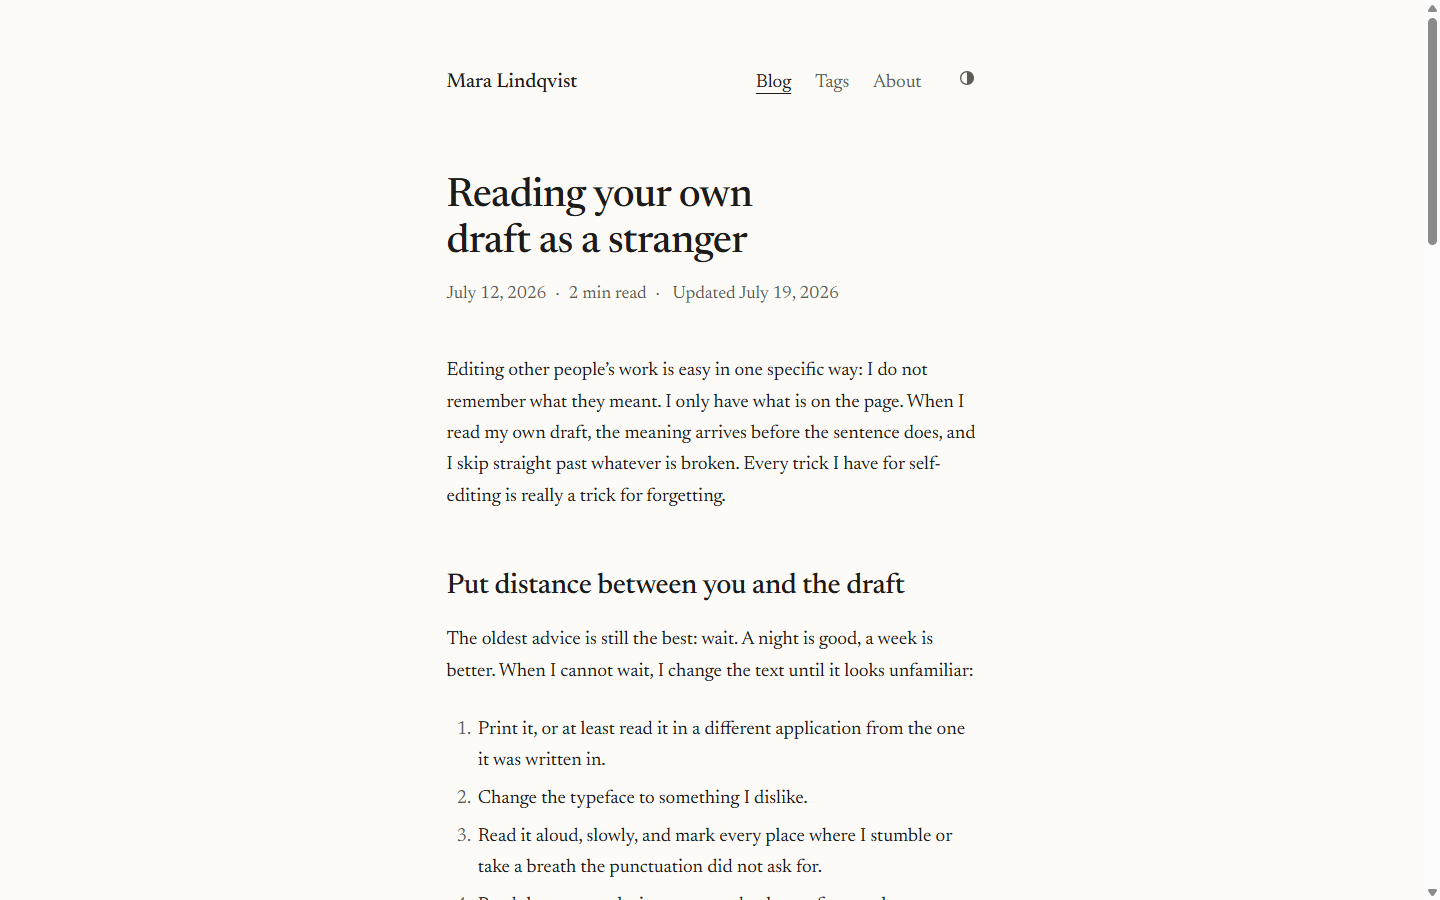 Mara Lindqvist
Blog Tags About
Reading your own
draft as a stranger
July 12, 2026 · 2 min read · Updated July 19, 2026
Editing other people’s work is easy in one specific way: I do not
remember what they meant. I only have what is on the page. When I
read my own draft, the meaning arrives before the sentence does, and
I skip straight past whatever is broken. Every trick I have for self-
editing is really a trick for forgetting.
Put distance between you and the draft
The oldest advice is still the best: wait. A night is good, a week is
better. When I cannot wait, I change the text until it looks unfamiliar:
1. Print it, or at least read it in a different application from the one
it was written in.
2. Change the typeface to something I dislike.
3. Read it aloud, slowly, and mark every place where I stumble or
take a breath the punctuation did not ask for.